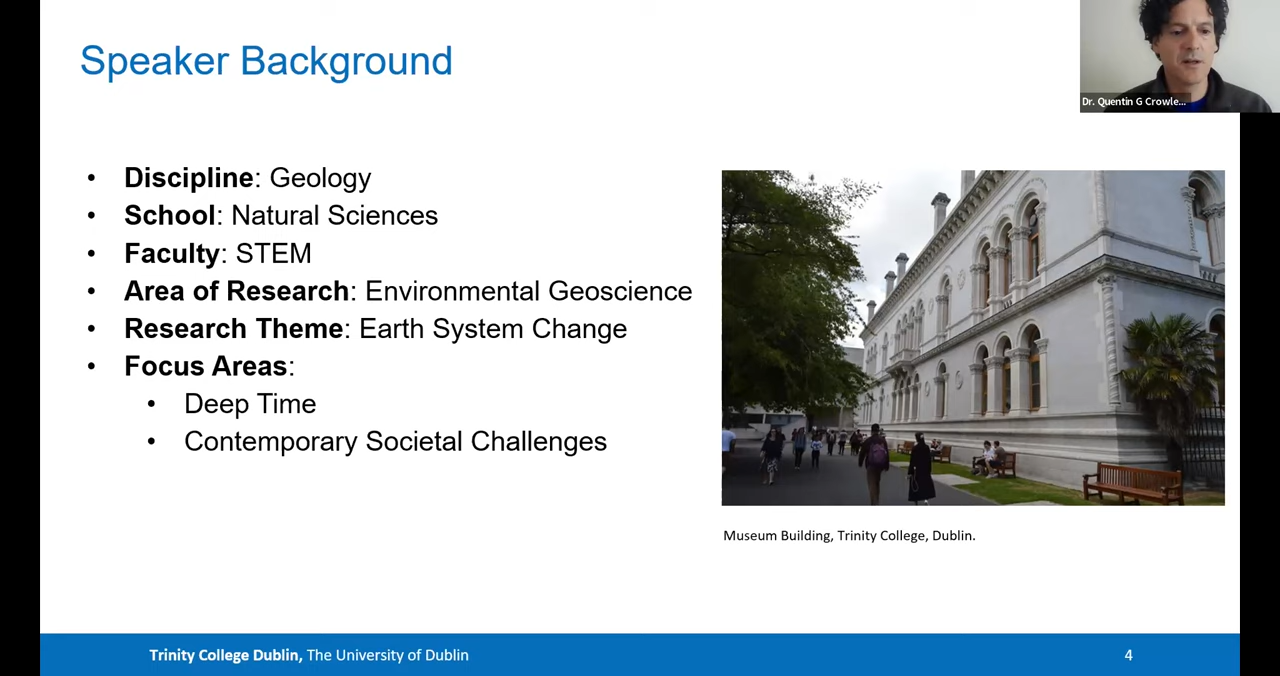 Speaker Background
Dr. Quentin G Crowle...
• Discipline: Geology
• School: Natural Sciences
• Faculty: STEM
• Area of Research: Environmental Geoscience
• Research Theme: Earth System Change
• Focus Areas:
• Deep Time
• Contemporary Societal Challenges
Museum Building, Trinity College, Dublin.
Trinity College Dublin, The University of Dublin
4